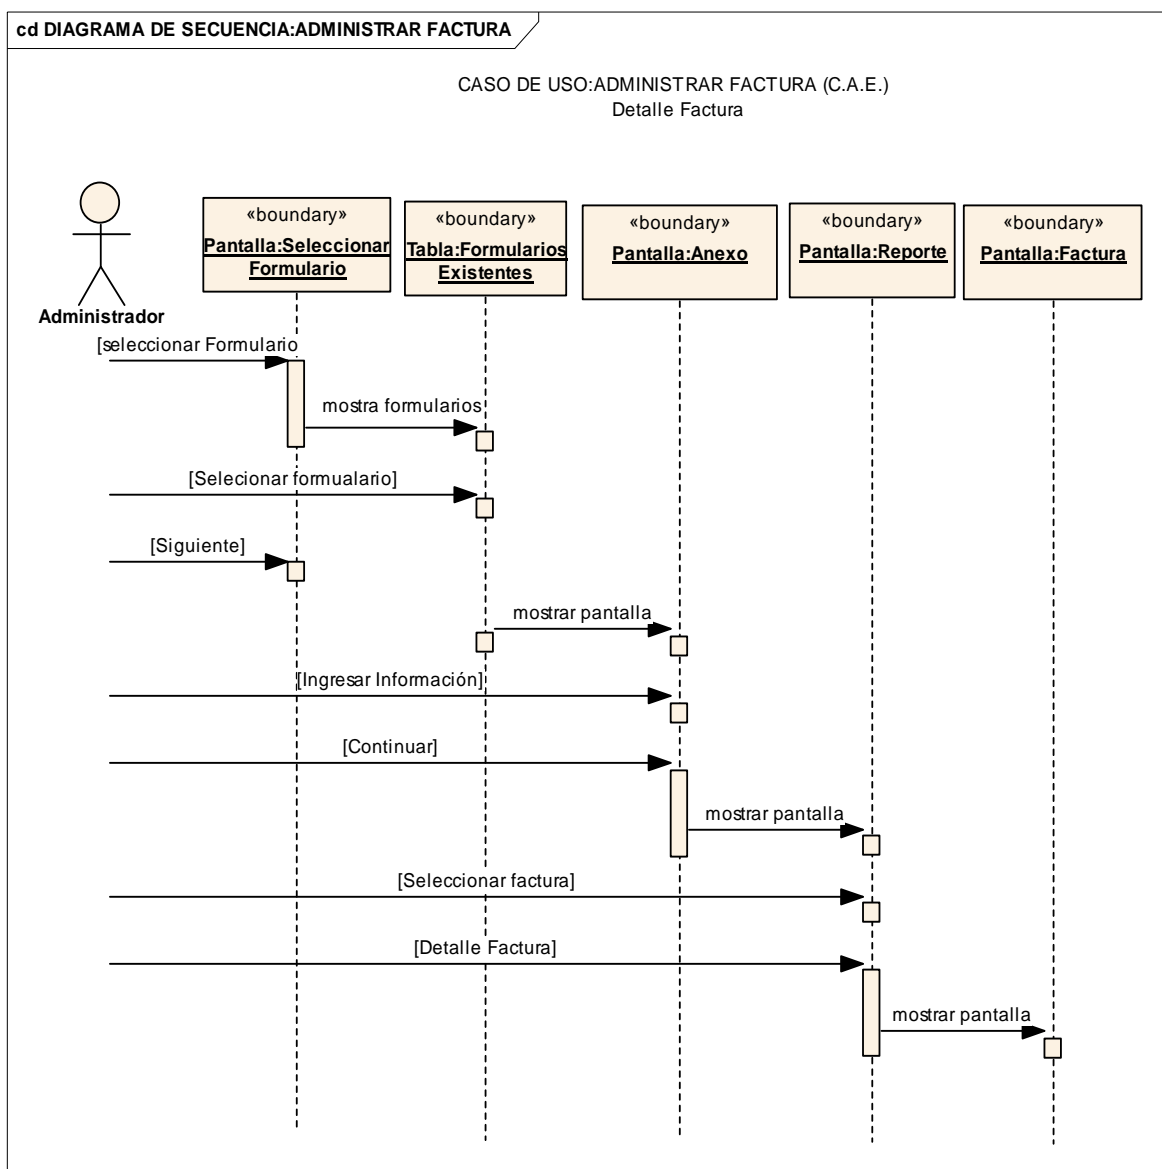 cd DIAGRAMA DE SECUENCIA:ADMINISTRAR FACTURA
CASO DE USO:ADMINISTRAR FACTURA (C.A.E.)
Detalle Factura
Administrador
«boundary»
Pantalla:Seleccionar
Formulario
«boundary»
Tabla:Formularios
Existentes
«boundary»
Pantalla:Anexo
«boundary»
Pantalla:Reporte
«boundary»
Pantalla:Factura
[seleccionar Formulario
mostra formularios
[Selecionar formualario]
[Siguiente]
mostrar pantalla
[Ingresar Información]
[Continuar]
mostrar pantalla
[Seleccionar factura]
[Detalle Factura]
mostrar pantalla